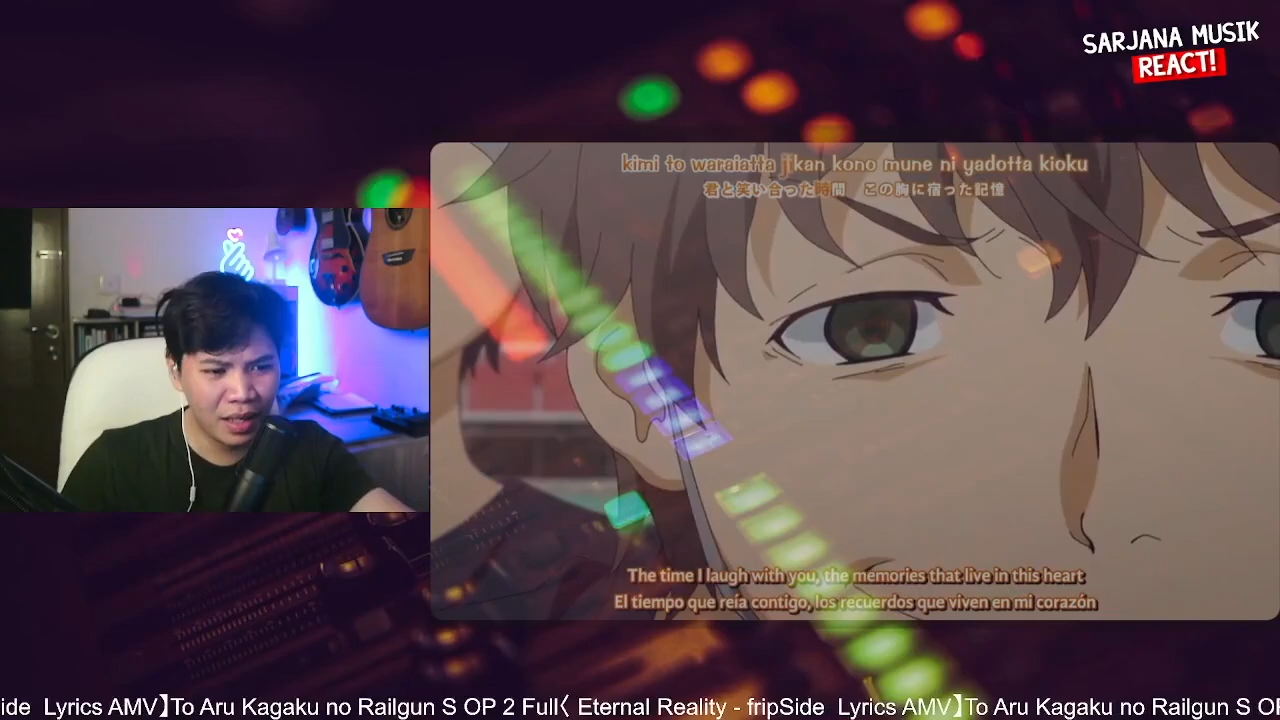 SARJANA MUSIK
REACT!
kimi to waraiatta jikan kono mune ni yadotta kioku
君と笑い合った時間　この胸に宿った記憶
The time I laugh with you, the memories that live in this heart
El tiempo que reía contigo, los recuerdos que viven en mi corazón
ide Lyrics AMV】To Aru Kagaku no Railgun S OP 2 Full〈 Eternal Reality - fripSide Lyrics AMV】To Aru Kagaku no Railgun S OP